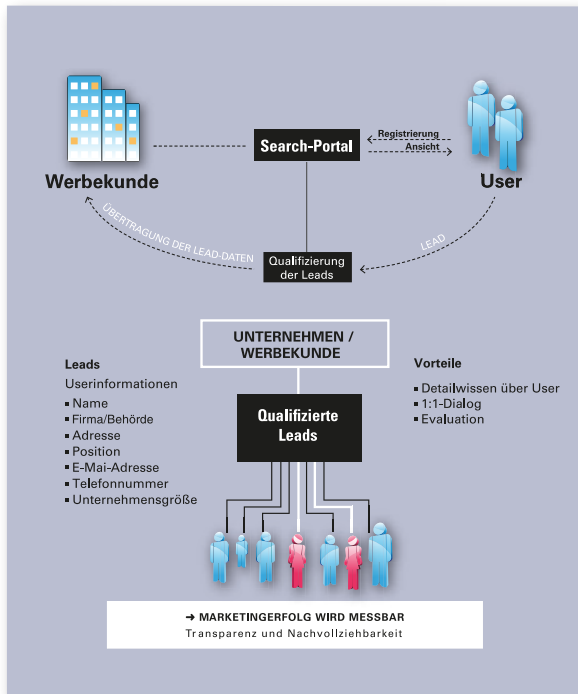 Search-Portal
Registrierung
Ansicht
Werbekunde
User
ÜBERTRAGUNG DER LEAD-DATEN
LEAD
Qualifizierung
der Leads
UNTERNEHMEN /
WERBEKUNDE
Leads
Userinformationen
▪ Name
▪ Firma/Behörde
▪ Adresse
▪ Position
▪ E-Mai-Adresse
▪ Telefonnummer
▪ Unternehmensgröße
Qualifizierte
Leads
Vorteile
▪ Detailwissen über User
▪ 1:1-Dialog
▪ Evaluation
➔ MARKETINGERFOLG WIRD MESSBAR
Transparenz und Nachvollziehbarkeit